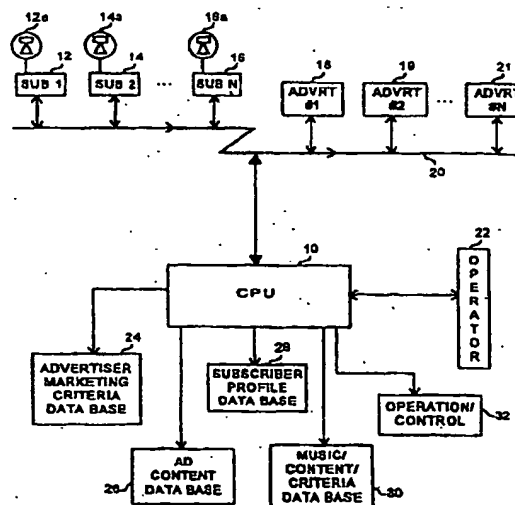 12a 14a 16a
12 14 16 18 19 21
SUB 1 SUB 2 ... SUB N
ADVRT #1 ADVRT #2 ... ADVRT #N
20
10
CPU
22
OPERATOR
24
ADVERTISER
MARKETING
CRITERIA
DATA BASE
28
SUBSCRIBER
PROFILE
DATA BASE
OPERATION/
CONTROL
32
AD
CONTENT
DATA BASE
26
MUSIC/
CONTENT/
CRITERIA
DATA BASE
30